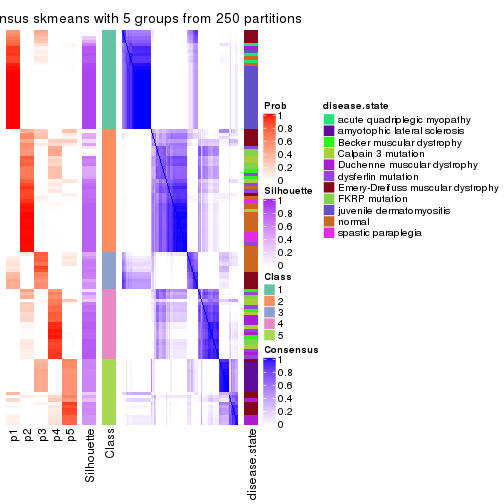 nsus skmeans with 5 groups from 250 partitions
Prob
1
0.8
0.6
0.4
0.2
0
Silhouette
1
0.8
0.6
0.4
0.2
0
Class
1
2
3
4
5
Consensus
1
0.8
0.6
0.4
0.2
0
disease.state
acute quadriplegic myopathy
amyotophic lateral sclerosis
Becker muscular dystrophy
Calpain 3 mutation
Duchenne muscular dystrophy
dysferlin mutation
Emery-Dreifuss muscular dystrophy
FKRP mutation
juvenile dermatomyositis
normal
spastic paraplegia
p1
p2
p3
p4
p5
Silhouette
Class
disease.state